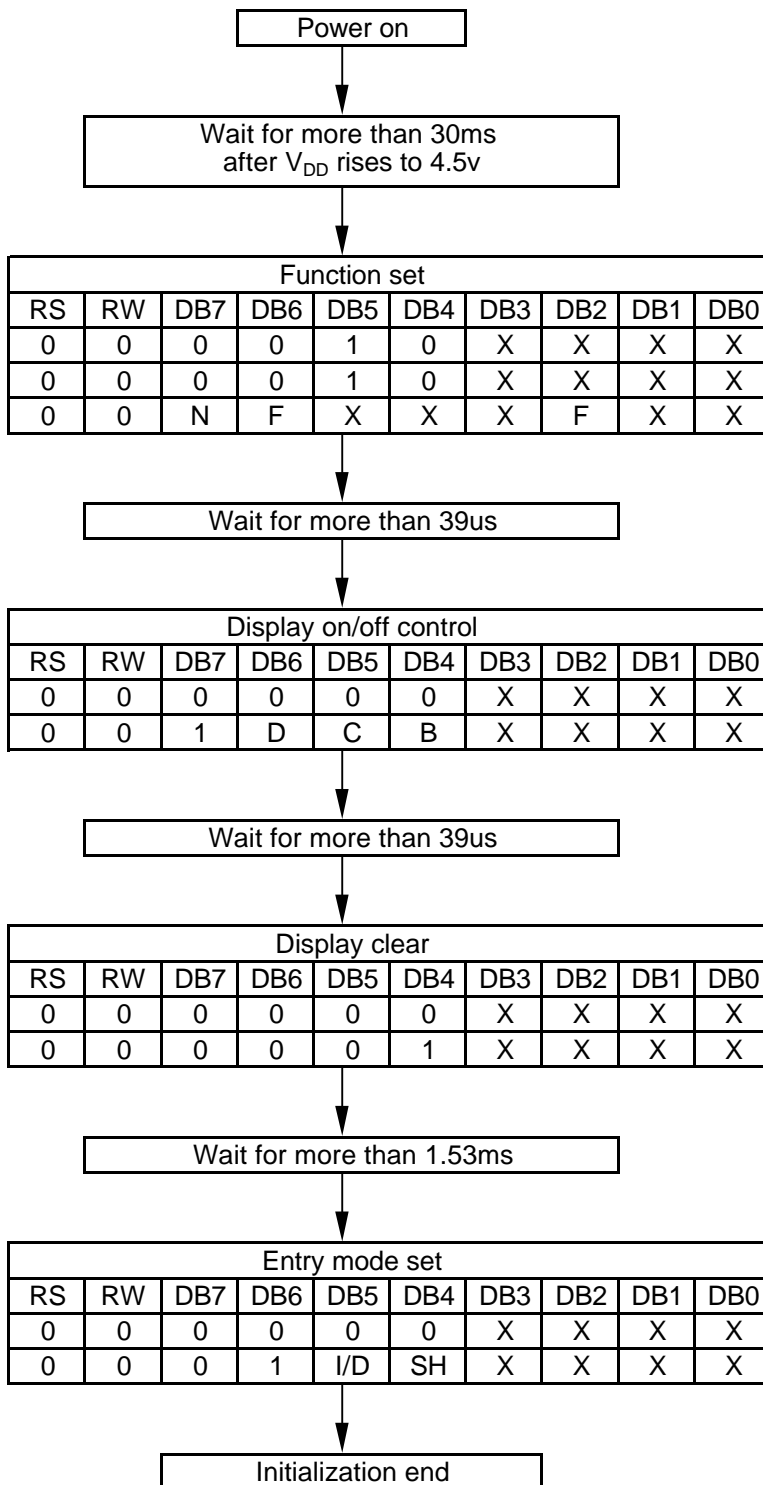 Power on
Wait for more than 30ms
after VDD rises to 4.5v
Function set
RS RW DB7 DB6 DB5 DB4 DB3 DB2 DB1 DB0
0 0 0 0 1 0 X X X X
0 0 0 0 1 0 X X X X
0 0 N F X X X F X X
Wait for more than 39us
Display on/off control
RS RW DB7 DB6 DB5 DB4 DB3 DB2 DB1 DB0
0 0 0 0 0 0 X X X X
0 0 1 D C B X X X X
Wait for more than 39us
Display clear
RS RW DB7 DB6 DB5 DB4 DB3 DB2 DB1 DB0
0 0 0 0 0 0 X X X X
0 0 0 0 0 1 X X X X
Wait for more than 1.53ms
Entry mode set
RS RW DB7 DB6 DB5 DB4 DB3 DB2 DB1 DB0
0 0 0 0 0 0 X X X X
0 0 0 1 I/D SH X X X X
Initialization end